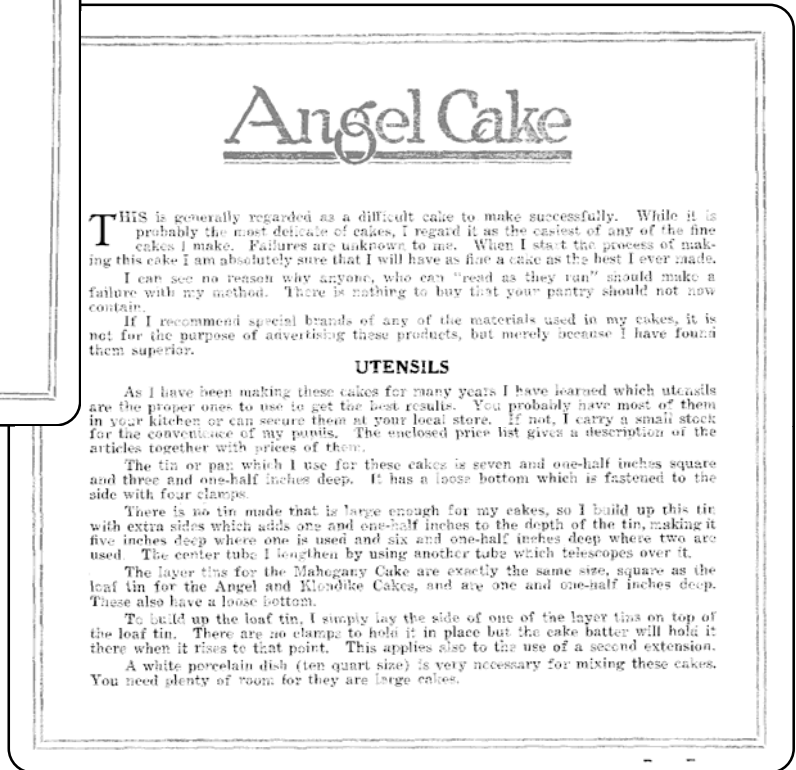 Angel Cake
THIS is generally regarded as a difficult cake to make successfully. While it is
probably the most delicate of cakes, I regard it as the easiest of any of the fine
cakes I make. Failures are unknown to me. When I start the process of mak-
ing this cake I am absolutely sure that I will have as fine a cake as the best I ever made.
I can see no reason why anyone, who can "read as they run" should make a
failure with my method. There is nothing to buy that your pantry should not now
contain.
If I recommend special brands of any of the materials used in my cakes, it is
not for the purpose of advertising these products, but merely because I have found
them superior.
UTENSILS
As I have been making these cakes for many years I have learned which utensils
are the proper ones to use to get the best results. You probably have most of them
in your kitchen or can secure them at your local store. If not, I carry a small stock
for the convenience of my pupils. The enclosed price list gives a description of the
articles together with prices of them.
The tin or pan which I use for these cakes is seven and one-half inches square
and three and one-half inches deep. It has a loose bottom which is fastened to the
side with four clamps.
There is no tin made that is large enough for my cakes, so I build up this tin
with extra sides which adds one and one-half inches to the depth of the tin, making it
five inches deep where one is used and six and one-half inches deep where two are
used. The center tube I lengthen by using another tube which telescopes over it.
The layer tins for the Mahogany Cake are exactly the same size, square as the
loaf tin for the Angel and Klondike Cakes, and are one and one-half inches deep.
These also have a loose bottom.
To build up the loaf tin, I simply lay the side of one of the layer tins on top of
the loaf tin. There are no clamps to hold it in place but the cake batter will hold it
there when it rises to that point. This applies also to the use of a second extension.
A white porcelain dish (ten quart size) is very necessary for mixing these cakes.
You need plenty of room for they are large cakes.